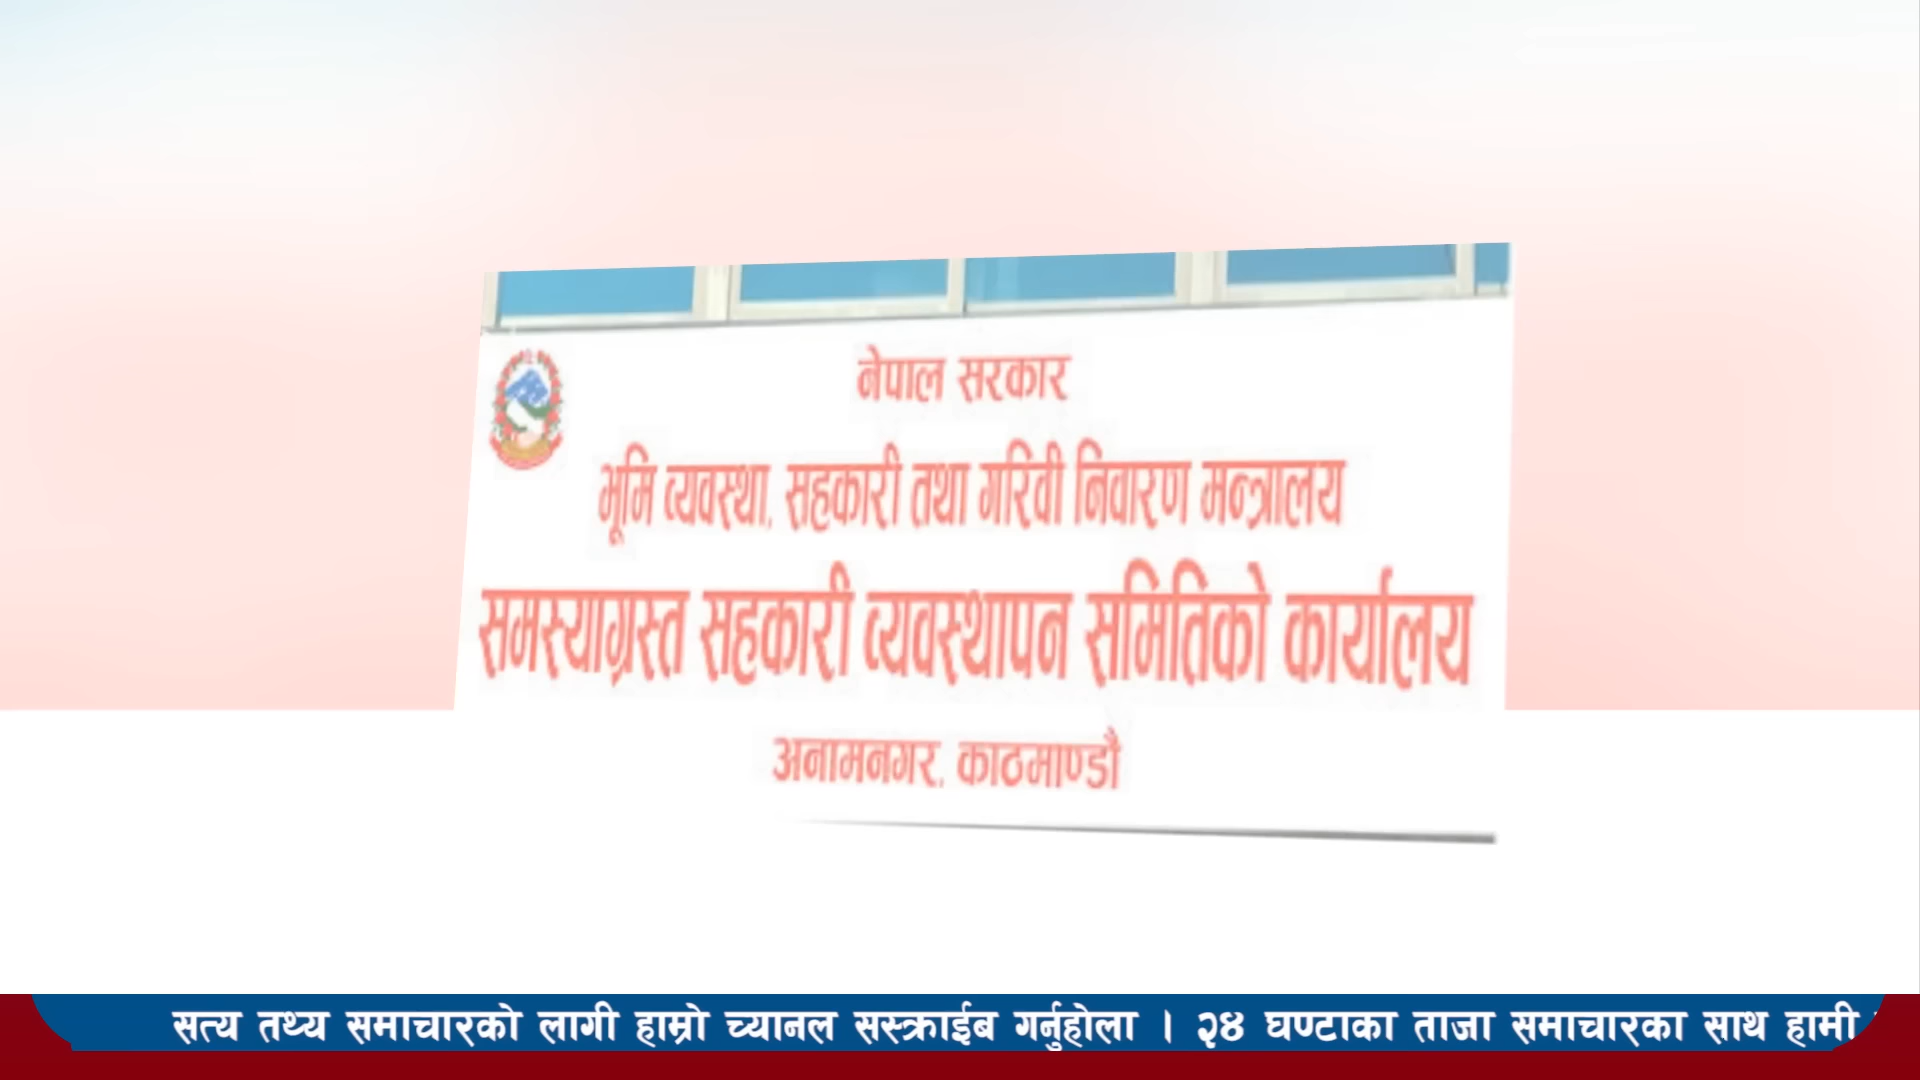 नेपाल सरकार
भूमि व्यवस्था, सहकारी तथा गरिवी निवारण मन्त्रालय
समस्याग्रस्त सहकारी व्यवस्थापन समितिको कार्यालय
अनामनगर, काठमाण्डौ
सत्य तथ्य समाचारको लागी हाम्रो च्यानल सस्क्राईब गर्नुहोला । २४ घण्टाका ताजा समाचारका साथ हामी